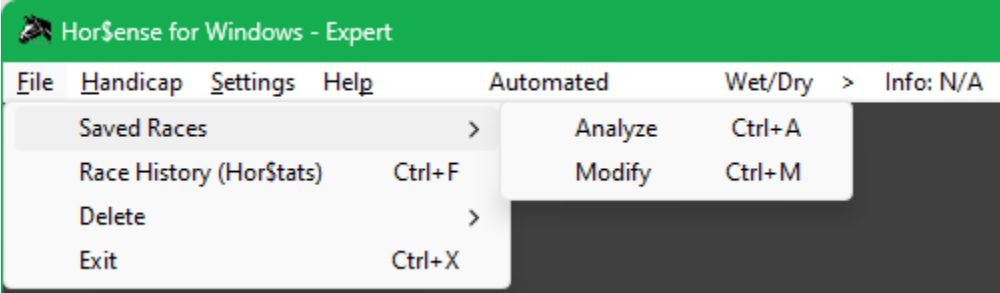 Hor$ense for Windows - Expert
File Handicap Settings Help Automated Wet/Dry > Info: N/A
Saved Races > Analyze Ctrl+A
Race History (Hor$tats) Ctrl+F Modify Ctrl+M
Delete >
Exit Ctrl+X